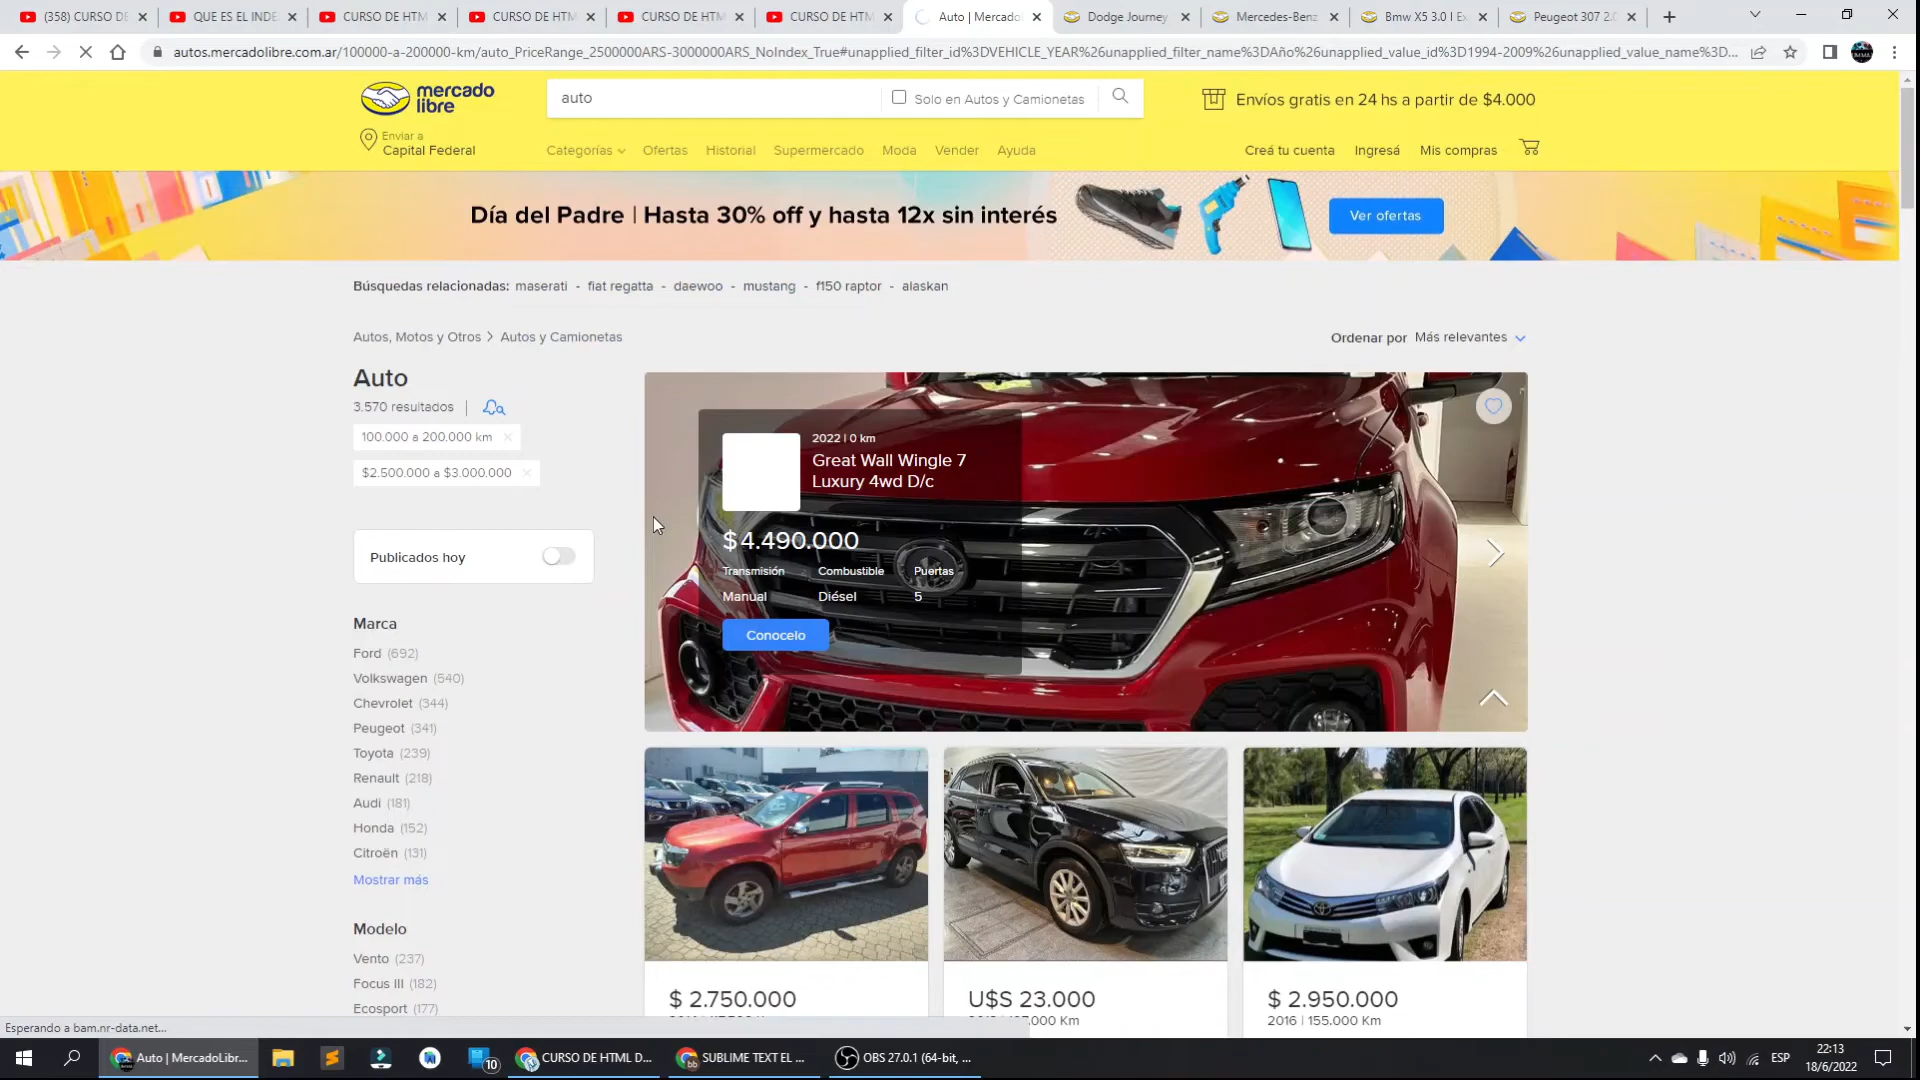 (358) CURSO DE
QUE ES EL INDE
CURSO DE HTM
CURSO DE HTM
CURSO DE HTM
CURSO DE HTM
Auto | Mercado
Dodge Journey
Mercedes-Benz
Bmw X5 3.0 I Ex
Peugeot 307 2.0
autos.mercadolibre.com.ar/100000-a-200000-km/auto_PriceRange_2500000ARS-3000000ARS_NoIndex_True#unapplied_filter_id%3DVEHICLE_YEAR%26unapplied_filter_name%3DAño%26unapplied_value_id%3D1994-2009%26unapplied_value_name%3D...
mercado
libre
auto
Solo en Autos y Camionetas
Envíos gratis en 24 hs a partir de $4.000
Enviar a
Capital Federal
Categorías Ofertas Historial Supermercado Moda Vender Ayuda
Creá tu cuenta Ingresá Mis compras
Día del Padre | Hasta 30% off y hasta 12x sin interés
Ver ofertas
Búsquedas relacionadas: maserati - fiat regatta - daewoo - mustang - f150 raptor - alaskan
Autos, Motos y Otros > Autos y Camionetas
Ordenar por Más relevantes
Auto
3.570 resultados
100.000 a 200.000 km
$2.500.000 a $3.000.000
Publicados hoy
Marca
Ford (692)
Volkswagen (540)
Chevrolet (344)
Peugeot (341)
Toyota (239)
Renault (218)
Audi (181)
Honda (152)
Citroën (131)
Mostrar más
Modelo
Vento (237)
Focus III (182)
Ecosport (177)
2022 | 0 km
Great Wall Wingle 7
Luxury 4wd D/c
$ 4.490.000
Transmisión Combustible Puertas
Manual Diésel 5
Conocelo
$ 2.750.000
U$S 23.000
$ 2.950.000
2016 | 155.000 Km
Esperando a bam.nr-data.net...
Auto | MercadoLibr...
10
CURSO DE HTML D...
SUBLIME TEXT EL ...
OBS 27.0.1 (64-bit, ...
ESP
22:13
18/6/2022